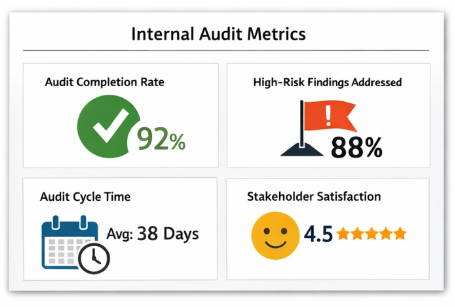 Internal Audit Metrics
Audit Completion Rate
92%
High-Risk Findings Addressed
!
88%
Audit Cycle Time
Avg: 38 Days
Stakeholder Satisfaction
4.5